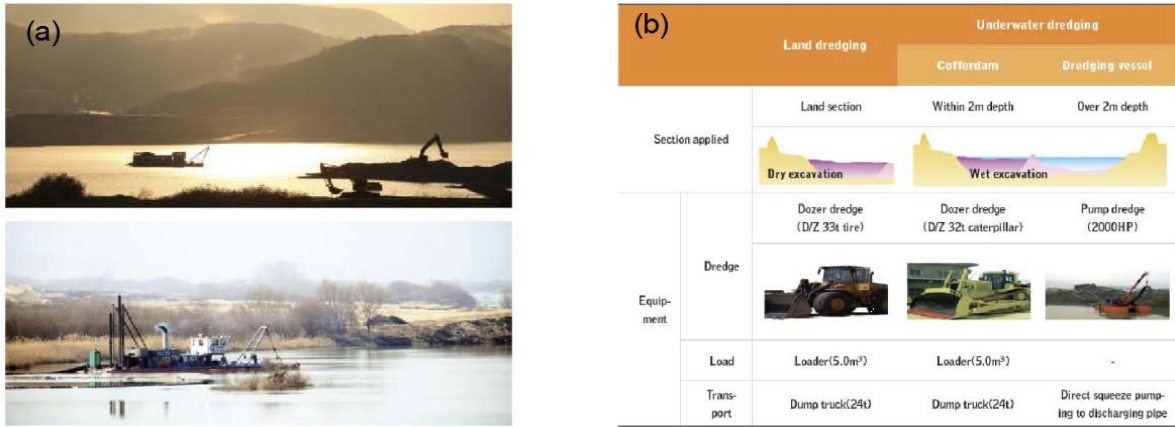 (a)
(b)
Land dredging
Underwater dredging
Cofferdam
Dredging vessel
Section applied
Land section
Within 2m depth
Over 2m depth
Dry excavation
Wet excavation
Equip-
ment
Dredge
Dozer dredge
(D/Z 33t tire)
Dozer dredge
(D/Z 32t caterpillar)
Pump dredge
(2000HP)
Load
Loader(5.0m³)
Loader(5.0m³)
-
Trans-
port
Dump truck(24t)
Dump truck(24t)
Direct squeeze pump-
ing to discharging pipe